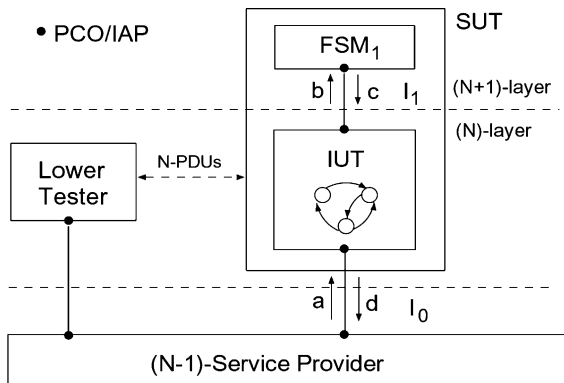 PCO/IAP
SUT
FSM1
b
c
I1
(N+1)-layer
(N)-layer
Lower
Tester
N-PDUs
IUT
a
d
I0
(N-1)-Service Provider